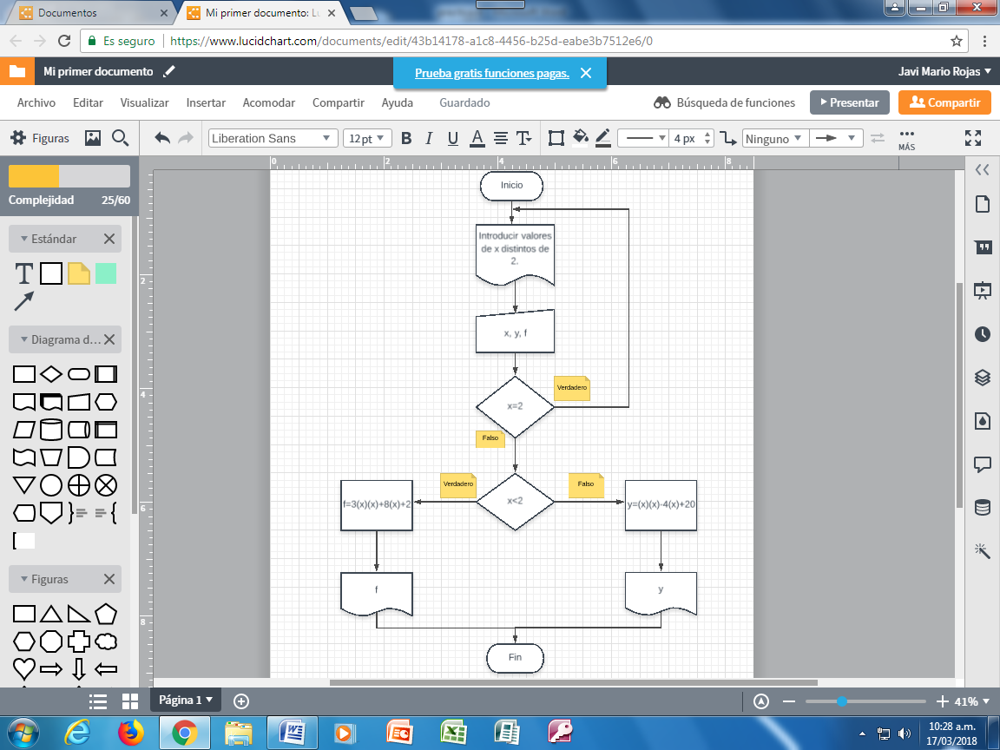 Documentos
Mi primer documento: Lu
Es seguro
https://www.lucidchart.com/documents/edit/43b14178-a1c8-4456-b25d-eabe3b7512e6/0
Mi primer documento
Prueba gratis funciones pagas.
Javi Mario Rojas
Archivo Editar Visualizar Insertar Acomodar Compartir Ayuda Guardado
Búsqueda de funciones
Presentar
Compartir
Figuras
Liberation Sans
12pt
B I U A T
4 px
Ninguno
MÁS
0 2 4 6 8
Complejidad 25/60
Estándar
T
Diagrama d...
Figuras
2
4
6
8
Inicio
Introducir valores
de x distintos de
2.
x, y, f
Verdadero
x=2
Falso
Verdadero
Falso
x<2
f=3(x)(x)+8(x)+2
y=(x)(x)-4(x)+20
f
y
Fin
Página 1
41%
10:28 a.m.
17/03/2018